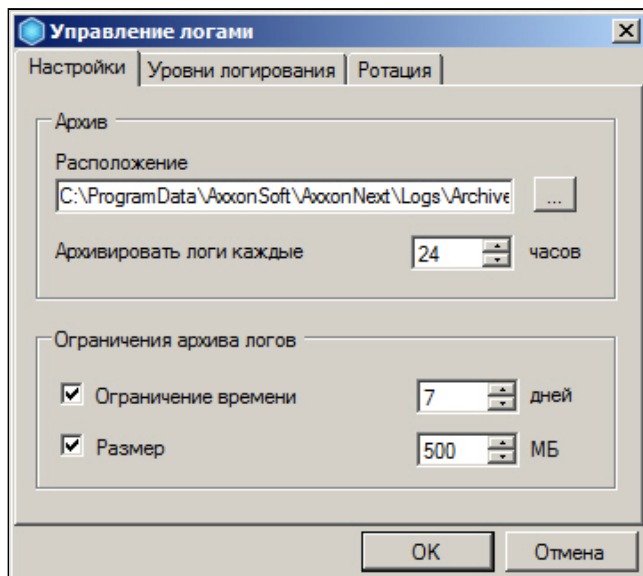 Управление логами
Настройки
Уровни логирования
Ротация
Архив
Расположение
C:\ProgramData\AxxonSoft\AxxonNext\Logs\Archive
...
Архивировать логи каждые 24 часов
Ограничения архива логов
Ограничение времени 7 дней
Размер 500 МБ
OK
Отмена